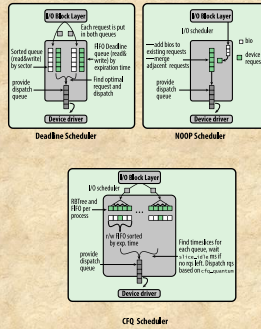 I/O Block Layer
Each request is put
in both queues
Sorted queue
(read&write)
by sector
FIFO Deadline
queue (read&
write) by
expiration time
Find optimal
request and
dispatch
provide
dispatch
queue
Device driver
Deadline Scheduler
I/O Block Layer
I/O scheduler
—add bios to
existing requests
—merge
adjacent requests
bio
device
request
provide
dispatch
queue
Device driver
NOOP Scheduler
I/O Block Layer
I/O scheduler
RBTree and
FIFO per
process
...
r/w FIFO sorted
by exp. time
provide
dispatch
queue
Find timeslices for
each queue, wait
slice_idle ms if
no rqs left. Dispatch rqs
based on cfq_quantum
Device driver
CFQ Scheduler